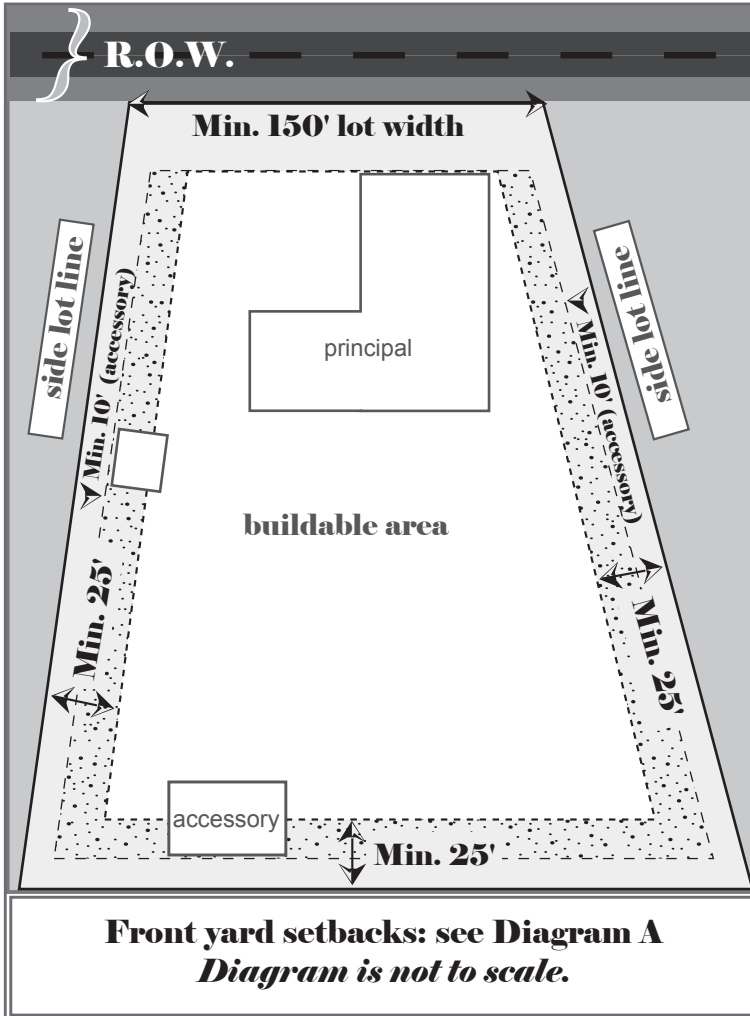 R.O.W.
Min. 150' lot width
side lot line
side lot line
Min. 10' (accessory)
Min. 10' (accessory)
principal
buildable area
Min. 25'
Min. 25'
accessory
Min. 25'
Front yard setbacks: see Diagram A
Diagram is not to scale.